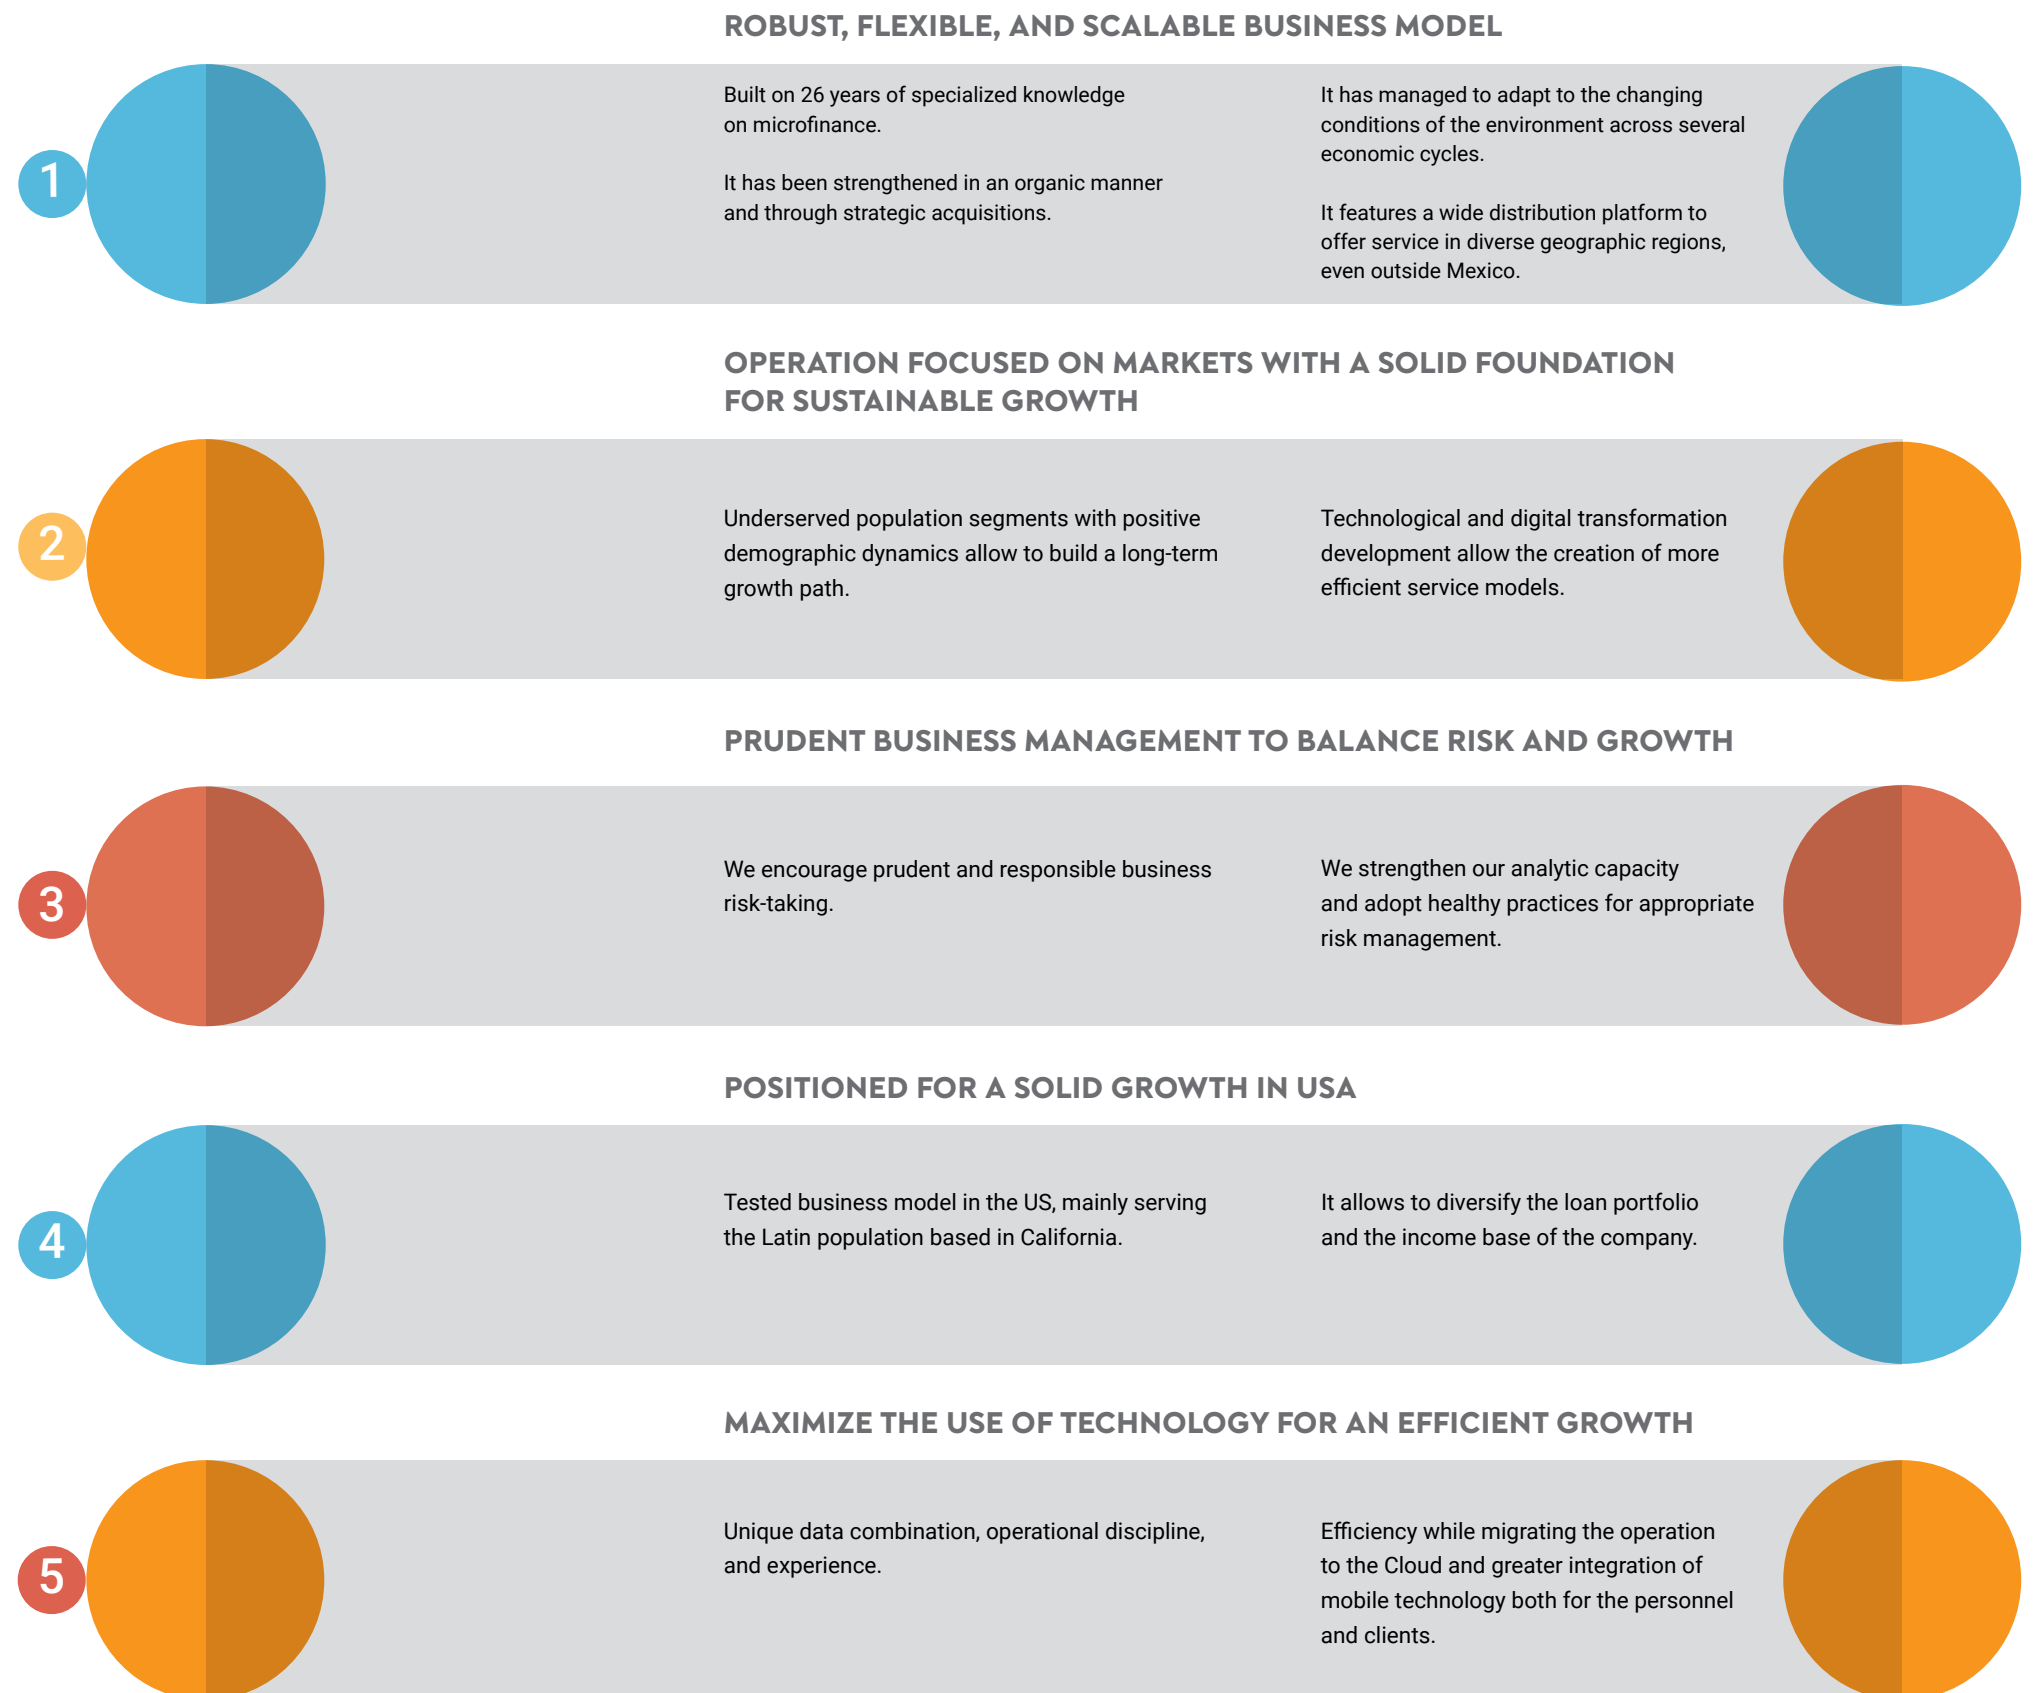 ROBUST, FLEXIBLE, AND SCALABLE BUSINESS MODEL
1
Built on 26 years of specialized knowledge
on microfinance.
It has been strengthened in an organic manner
and through strategic acquisitions.
It has managed to adapt to the changing
conditions of the environment across several
economic cycles.
It features a wide distribution platform to
offer service in diverse geographic regions,
even outside Mexico.
OPERATION FOCUSED ON MARKETS WITH A SOLID FOUNDATION
FOR SUSTAINABLE GROWTH
2
Underserved population segments with positive
demographic dynamics allow to build a long-term
growth path.
Technological and digital transformation
development allow the creation of more
efficient service models.
PRUDENT BUSINESS MANAGEMENT TO BALANCE RISK AND GROWTH
3
We encourage prudent and responsible business
risk-taking.
We strengthen our analytic capacity
and adopt healthy practices for appropriate
risk management.
POSITIONED FOR A SOLID GROWTH IN USA
4
Tested business model in the US, mainly serving
the Latin population based in California.
It allows to diversify the loan portfolio
and the income base of the company.
MAXIMIZE THE USE OF TECHNOLOGY FOR AN EFFICIENT GROWTH
5
Unique data combination, operational discipline,
and experience.
Efficiency while migrating the operation
to the Cloud and greater integration of
mobile technology both for the personnel
and clients.